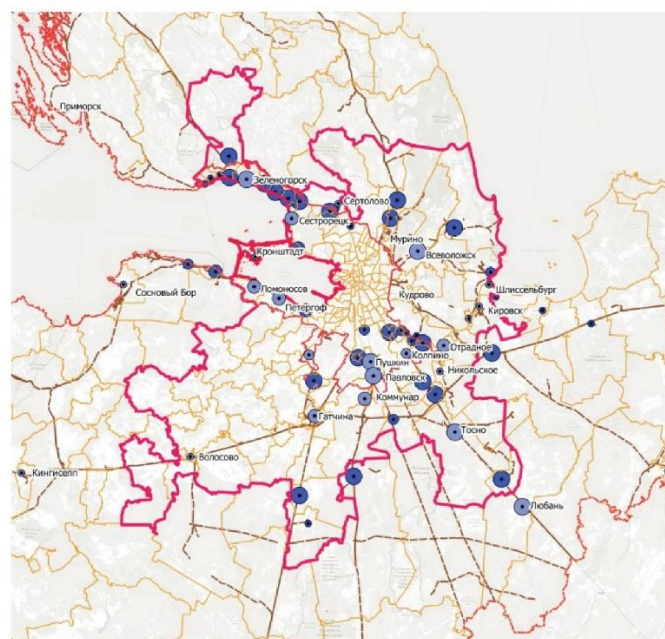 Приморск
Зеленогорск
Сертолово
Сестрорецк
Мурино
Кронштадт
Всеволожск
Ломоносов
Кудрово
Шлиссельбург
Сосновый Бор
Петергоф
Кировск
Отрадное
Колпино
Пушкин
Никольское
Павловск
Коммунар
Гатчина
Тосно
Волосово
Кингисепп
Любань